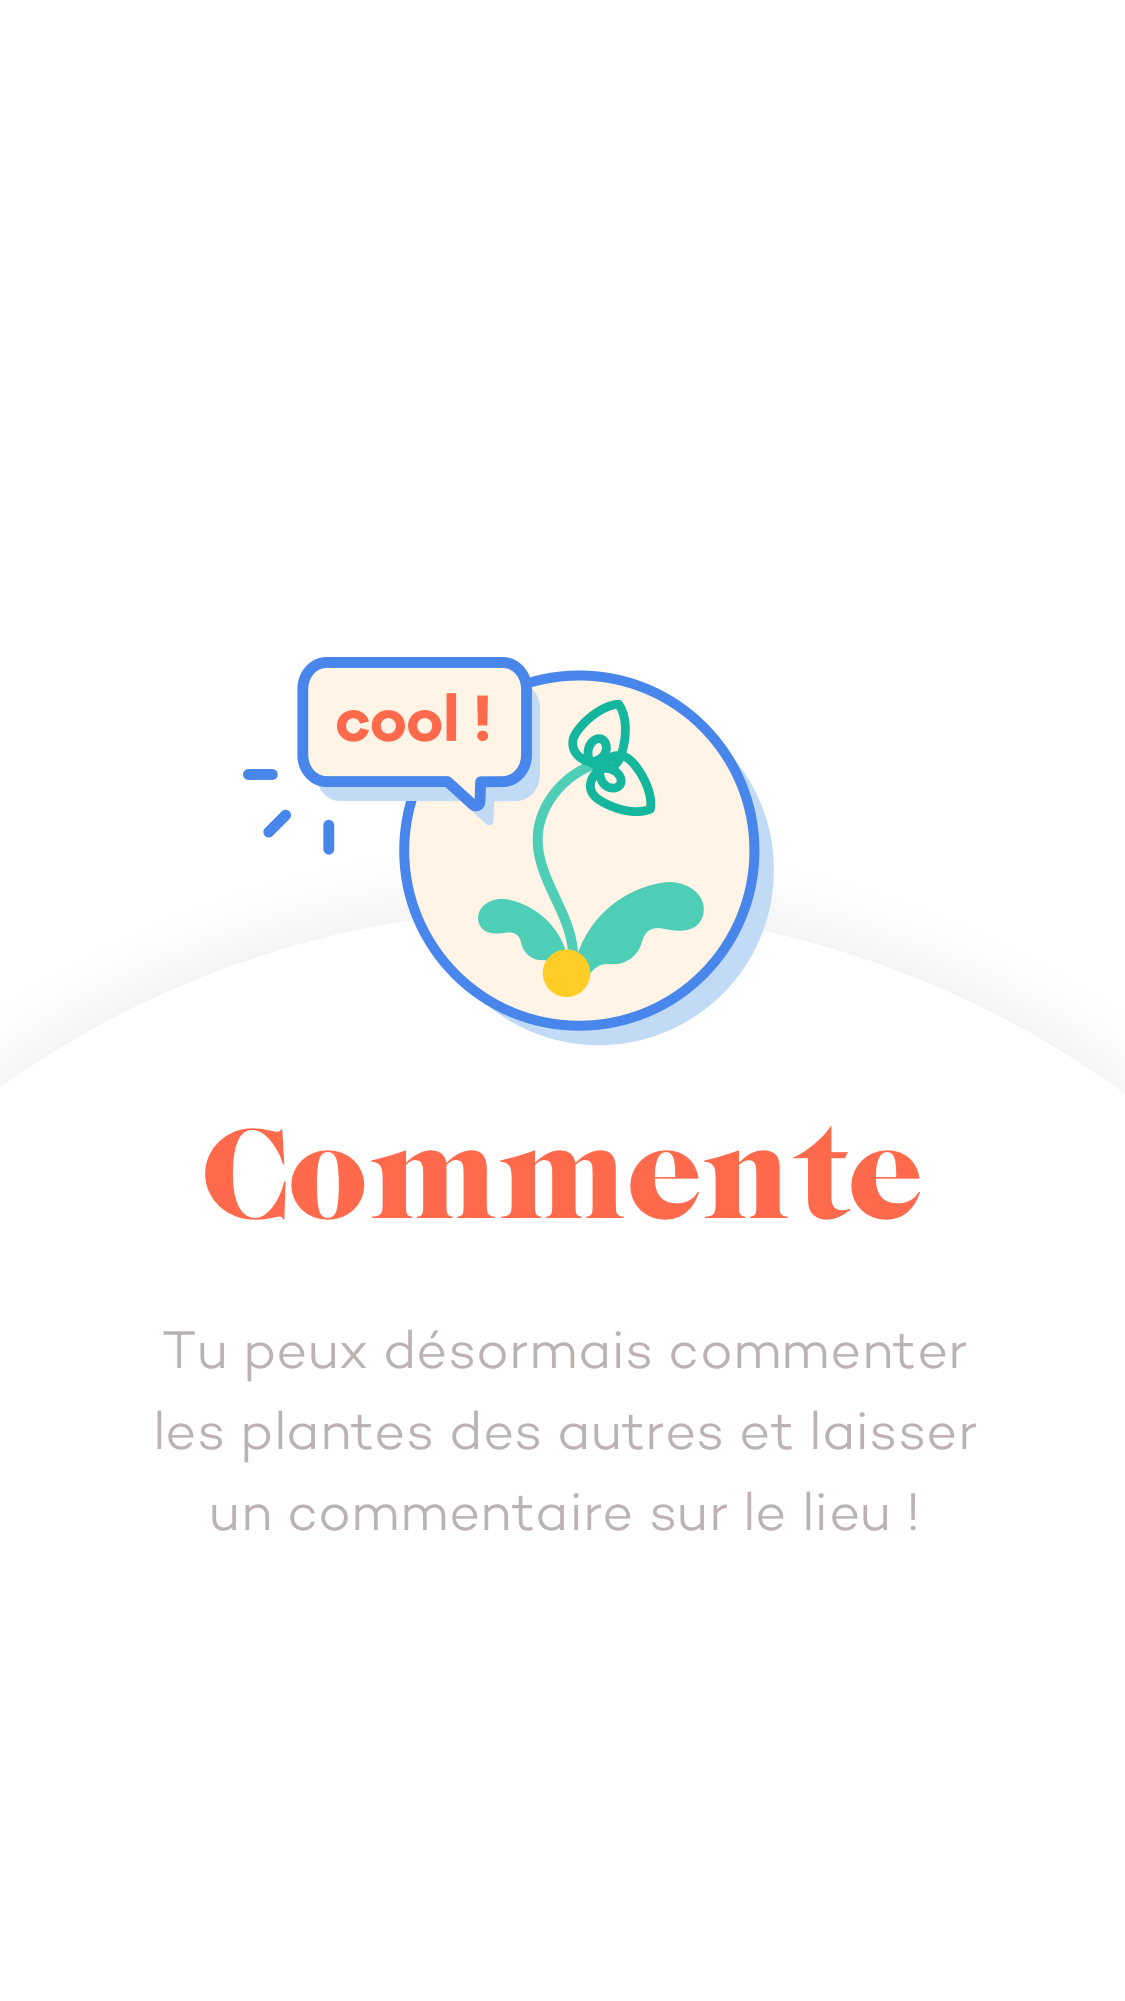 cool !
Commente
Tu peux désormais commenter
les plantes des autres et laisser
un commentaire sur le lieu !